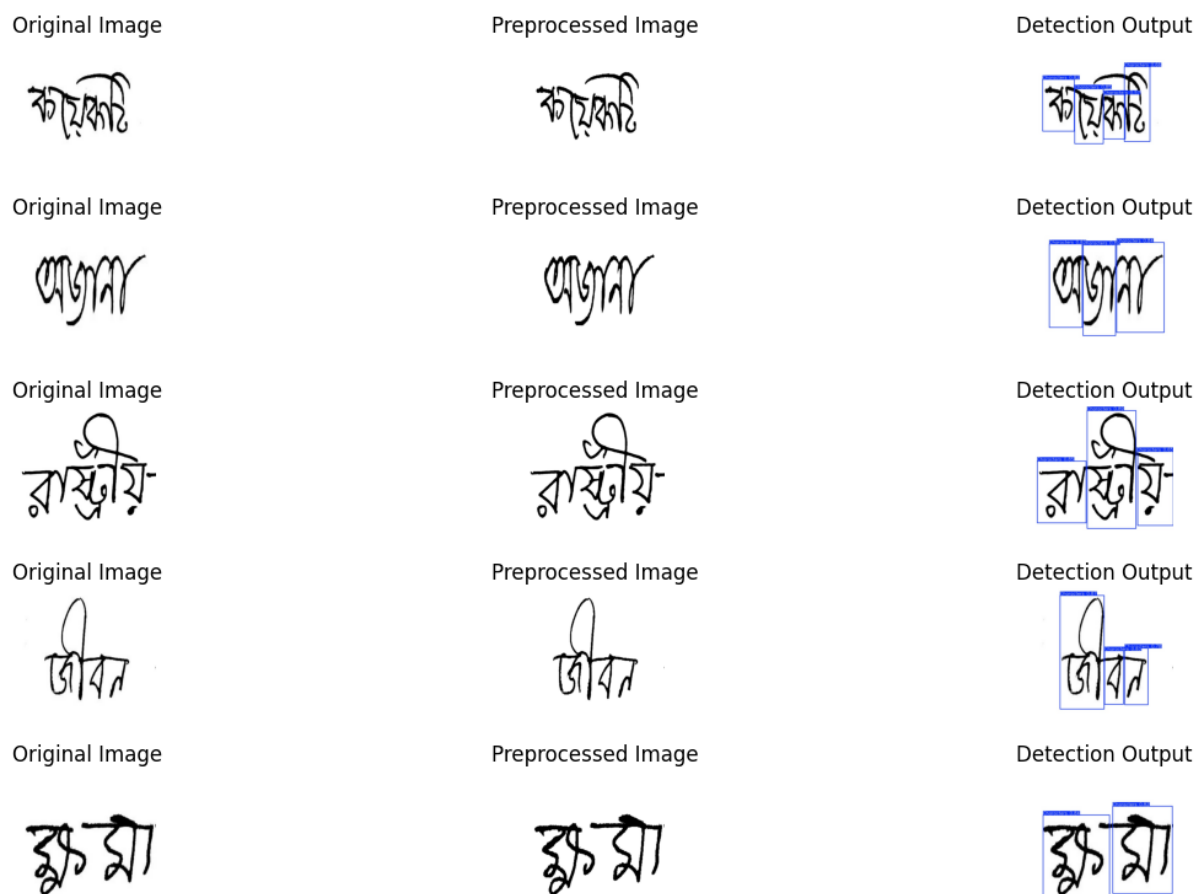 Original Image Preprocessed Image Detection Output
কয়েকটি কয়েকটি কয়েকটি
Original Image Preprocessed Image Detection Output
অজানা অজানা অজানা
Original Image Preprocessed Image Detection Output
রাষ্ট্রীয় রাষ্ট্রীয় রাষ্ট্রীয়
Original Image Preprocessed Image Detection Output
জীবন জীবন জীবন
Original Image Preprocessed Image Detection Output
ক্ষমা ক্ষমা ক্ষমা